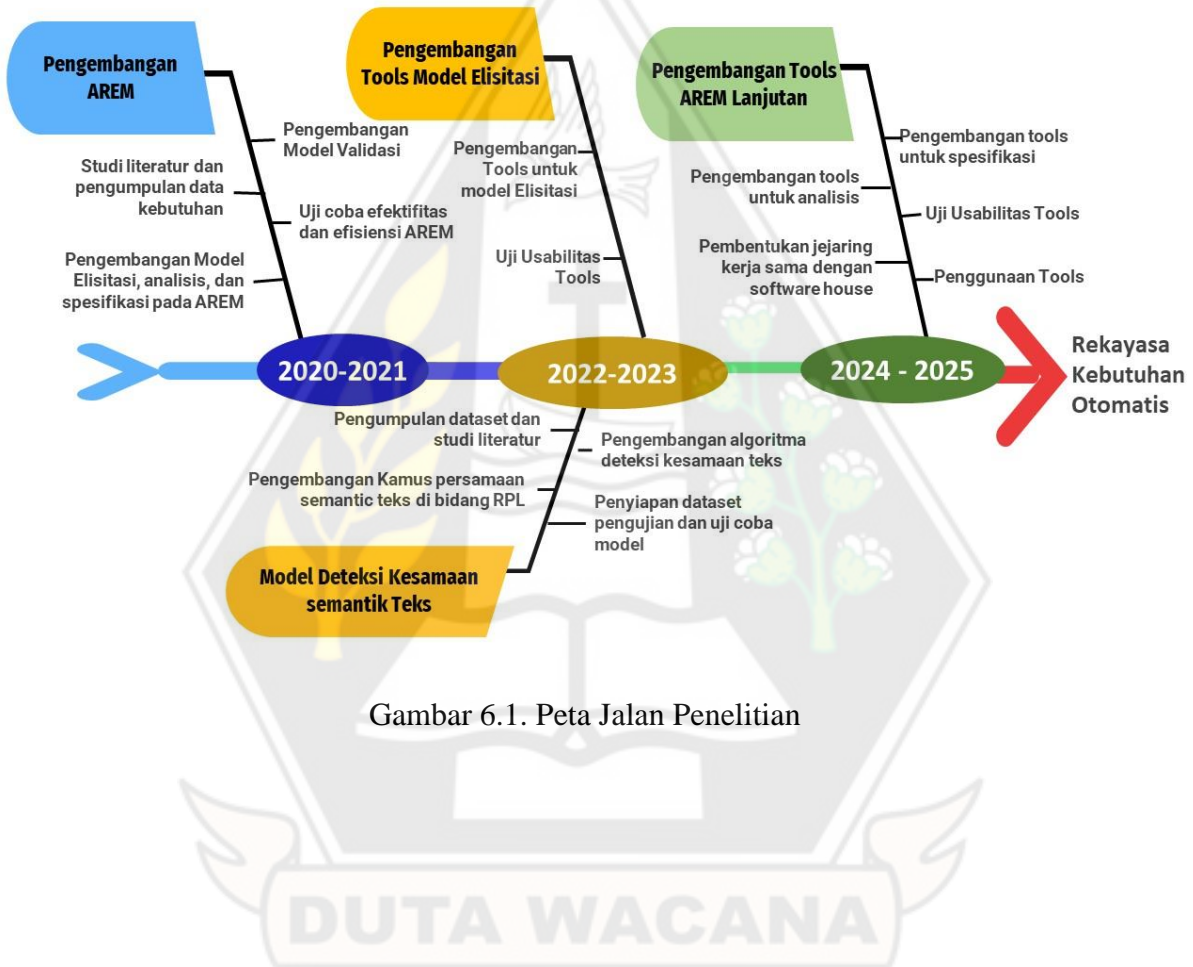 Pengembangan
AREM
Pengembangan
Model Validasi
Studi literatur dan
pengumpulan data
kebutuhan
Uji coba efektifitas
dan efisiensi AREM
Pengembangan Model
Elisitasi, analisis, dan
spesifikasi pada AREM
Pengembangan
Tools Model Elisitasi
Pengembangan
Tools untuk
model Elisitasi
Uji Usabilitas
Tools
Pengembangan Tools
AREM Lanjutan
Pengembangan tools
untuk spesifikasi
Pengembangan tools
untuk analisis
Uji Usabilitas Tools
Pembentukan jejaring
kerja sama dengan
software house
Penggunaan Tools
2020-2021
2022-2023
2024 - 2025
Rekayasa
Kebutuhan
Otomatis
Pengumpulan dataset dan
studi literatur
Pengembangan algoritma
deteksi kesamaan teks
Pengembangan Kamus persamaan
semantic teks di bidang RPL
Penyiapan dataset
pengujian dan uji coba
model
Model Deteksi Kesamaan
semantik Teks
Gambar 6.1. Peta Jalan Penelitian
DUTA WACANA